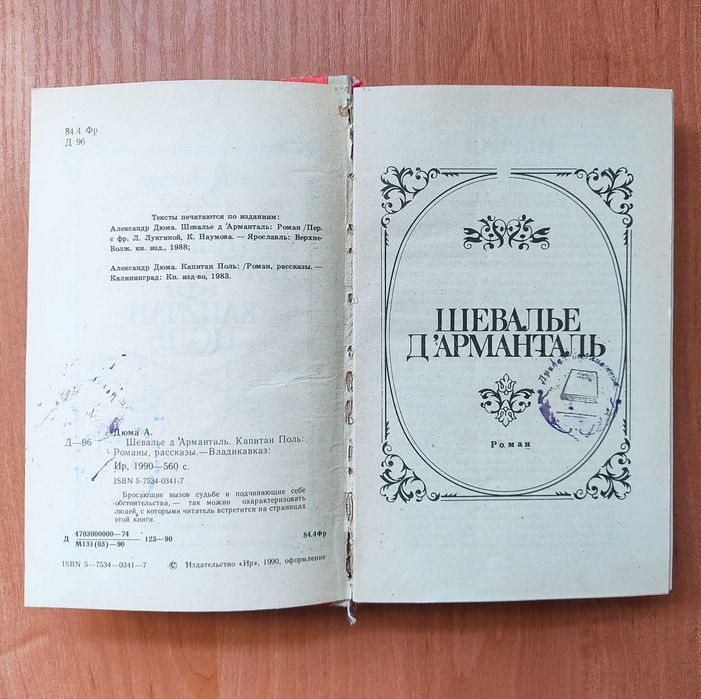 84.4 Фр
Д 96
Тексты печатаются по изданиям:
Александр Дюма. Шевалье д 'Арманталь: Роман /Пер.
с фр. Л. Лунгиной, К. Наумова. — Ярославль: Верхне-
Волж. кн. изд., 1988;
Александр Дюма. Капитан Поль: /Роман, рассказы. —
Калининград: Кн. изд-во, 1983.
Дюма А.
Д—96
Шевалье д 'Арманталь. Капитан Поль:
Романы, рассказы.—Владикавказ:
Ир, 1990—560 с.
ISBN 5-7534-0341-7
Бросающие вызов судьбе и подчиняющие себе
обстоятельства, — так можно охарактеризовать
людей, с которыми читатель встретится на страницах
этой книги.
Д 4703000000—74
М131(03)—90 123—90 84.4Фр
ISBN 5—7534—0341—7 © Издательство «Ир», 1990, оформление
ШЕВАЛЬЕ
Д'АРМАНТАЛЬ
Роман